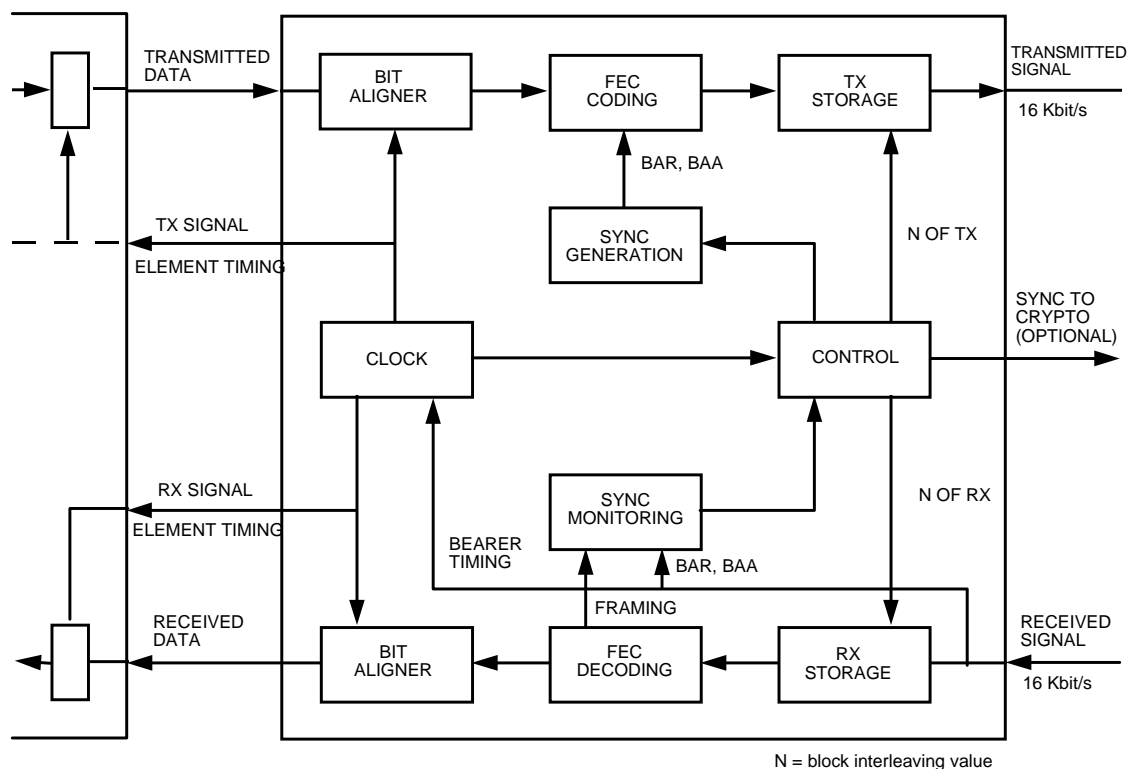 TRANSMITTED
DATA
BIT
ALIGNER
FEC
CODING
TX
STORAGE
TRANSMITTED
SIGNAL
16 Kbit/s
BAR, BAA
TX SIGNAL
ELEMENT TIMING
SYNC
GENERATION
N OF TX
SYNC TO
CRYPTO
(OPTIONAL)
CLOCK
CONTROL
RX SIGNAL
ELEMENT TIMING
SYNC
MONITORING
N OF RX
BEARER
TIMING
BAR, BAA
FRAMING
RECEIVED
DATA
BIT
ALIGNER
FEC
DECODING
RX
STORAGE
RECEIVED
SIGNAL
16 Kbit/s
N = block interleaving value